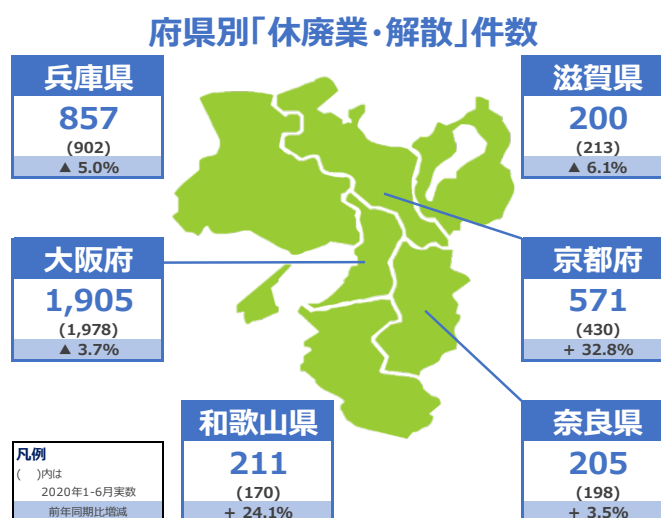 府県別「休廃業・解散」件数
兵庫県
857
(902)
▲ 5.0%
滋賀県
200
(213)
▲ 6.1%
大阪府
1,905
(1,978)
▲ 3.7%
京都府
571
(430)
+ 32.8%
和歌山県
211
(170)
+ 24.1%
奈良県
205
(198)
+ 3.5%
凡例
(　)内は
2020年1-6月実数
前年同期比増減